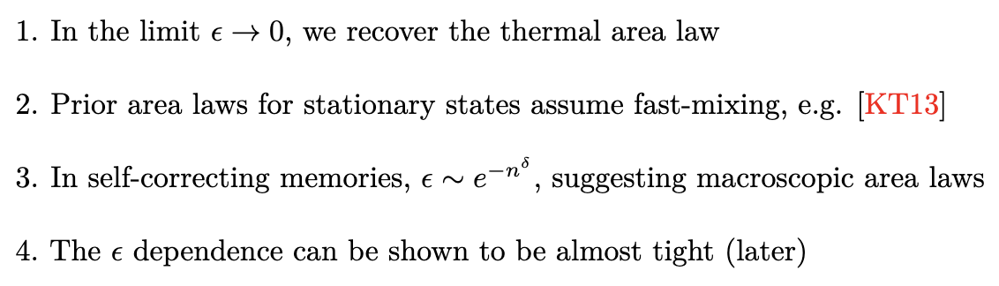 1. In the limit ϵ → 0, we recover the thermal area law
2. Prior area laws for stationary states assume fast-mixing, e.g. [KT13]
3. In self-correcting memories, ϵ ∼ e^{−n^δ}, suggesting macroscopic area laws
4. The ϵ dependence can be shown to be almost tight (later)